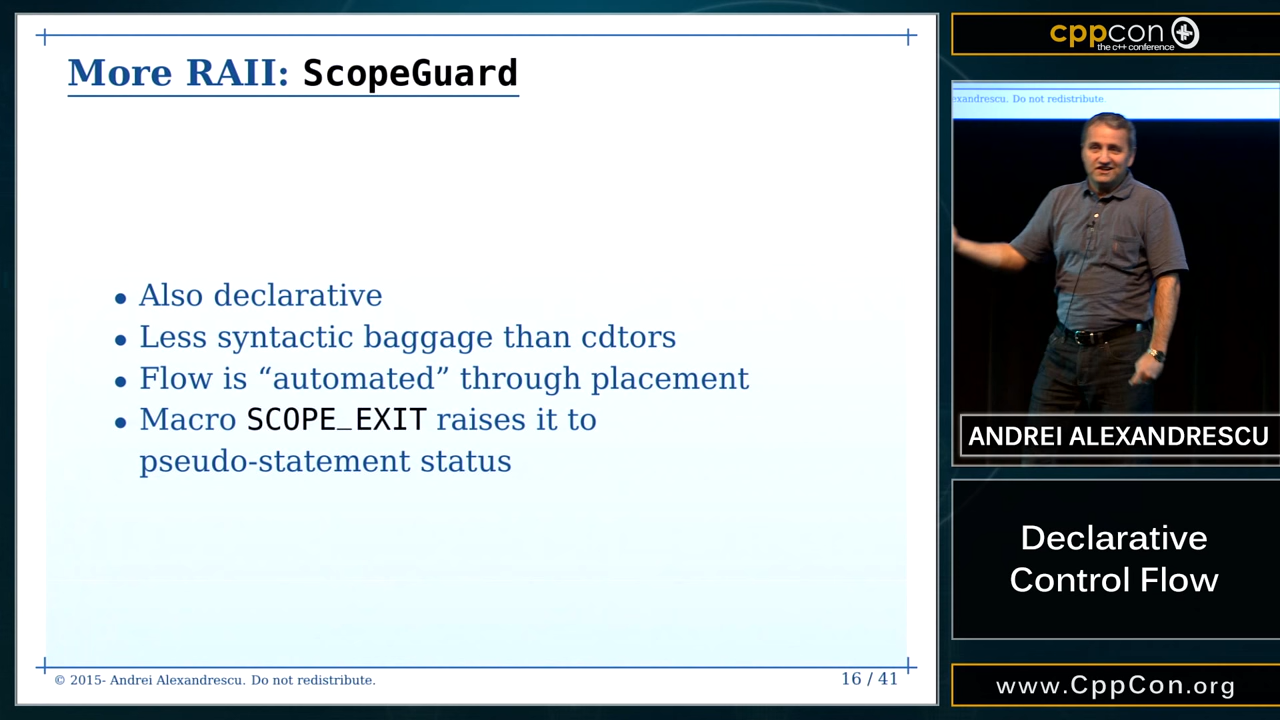 More RAII: ScopeGuard
• Also declarative
• Less syntactic baggage than cdtors
• Flow is “automated” through placement
• Macro SCOPE_EXIT raises it to
pseudo-statement status
© 2015- Andrei Alexandrescu. Do not redistribute.
16 / 41
cppcon
the c++ conference
exandrescu. Do not redistribute.
ANDREI ALEXANDRESCU
Declarative
Control Flow
www.CppCon.org